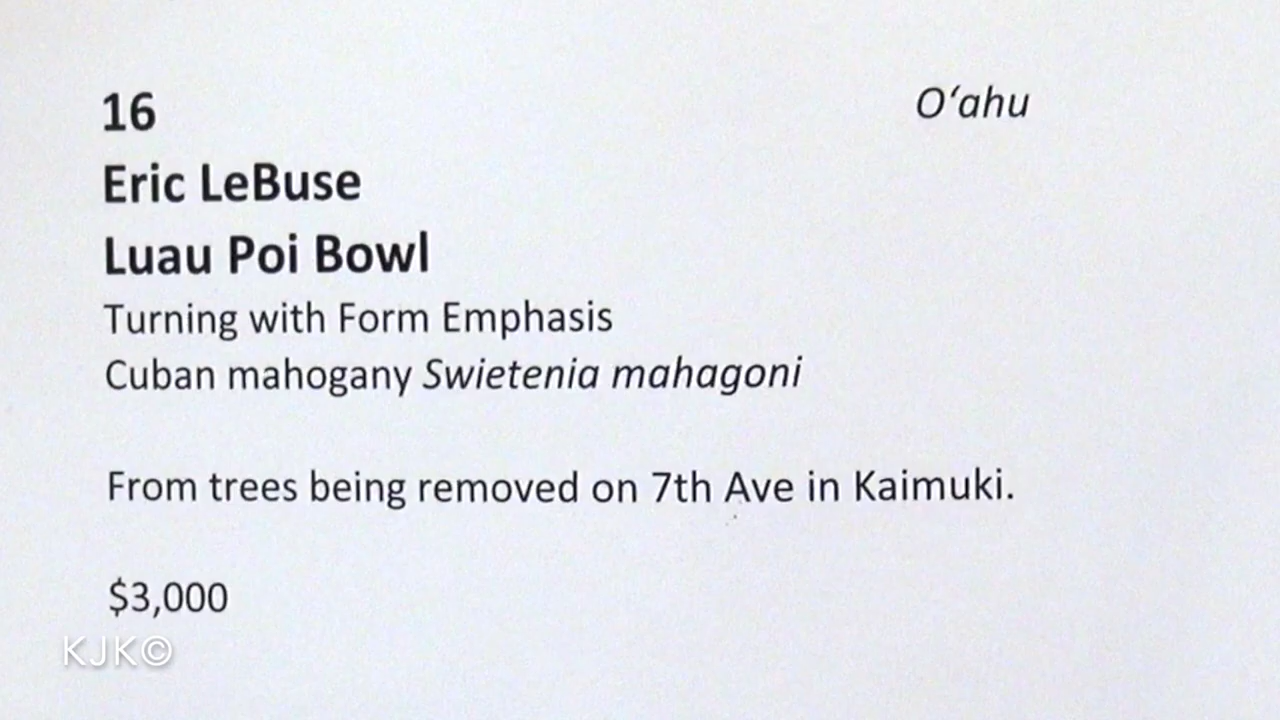 16
Oʻahu
Eric LeBuse
Luau Poi Bowl
Turning with Form Emphasis
Cuban mahogany Swietenia mahagoni
From trees being removed on 7th Ave in Kaimuki.
$3,000
KJK©